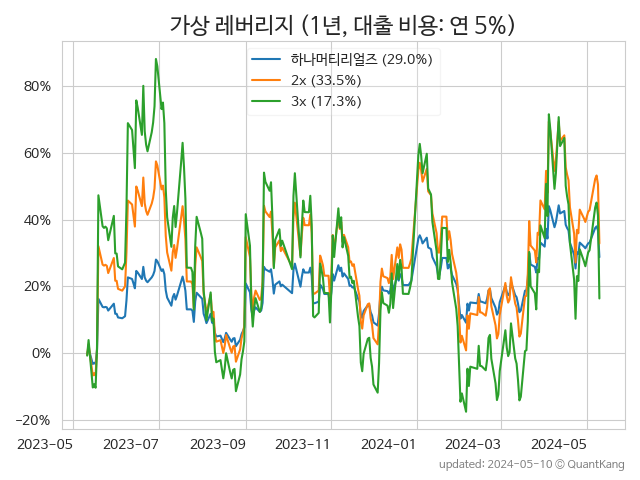 가상 레버리지 (1년, 대출 비용: 연 5%)
하나머티리얼즈 (29.0%)
2x (33.5%)
3x (17.3%)
80%
60%
40%
20%
0%
−20%
2023-05 2023-07 2023-09 2023-11 2024-01 2024-03 2024-05
updated: 2024-05-10 © QuantKang